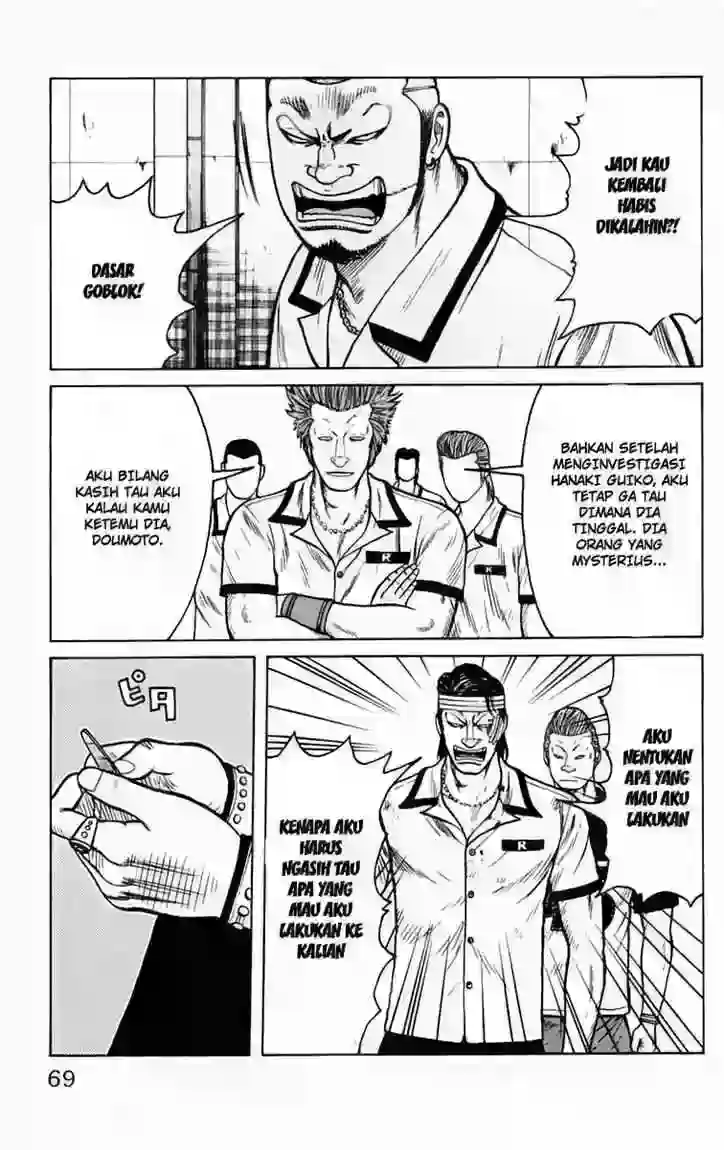 JADI KAU
KEMBALI
HABIS
DIKALAHIN?!
DASAR
GOBLOK!
BAHKAN SETELAH
MENGINVESTIGASI
HANAKI GUIKO, AKU
TETAP GA TAU
DIMANA DIA
TINGGAL. DIA
ORANG YANG
MYSTERIUS...
AKU BILANG
KASIH TAU AKU
KALAU KAMU
KETEMU DIA,
DOUMOTO.
R
AKU
NENTUKAN
APA YANG
MAU AKU
LAKUKAN
KENAPA AKU
HARUS
NGASIH TAU
APA YANG
MAU AKU
LAKUKAN KE
KALIAN
R
ピタ
69